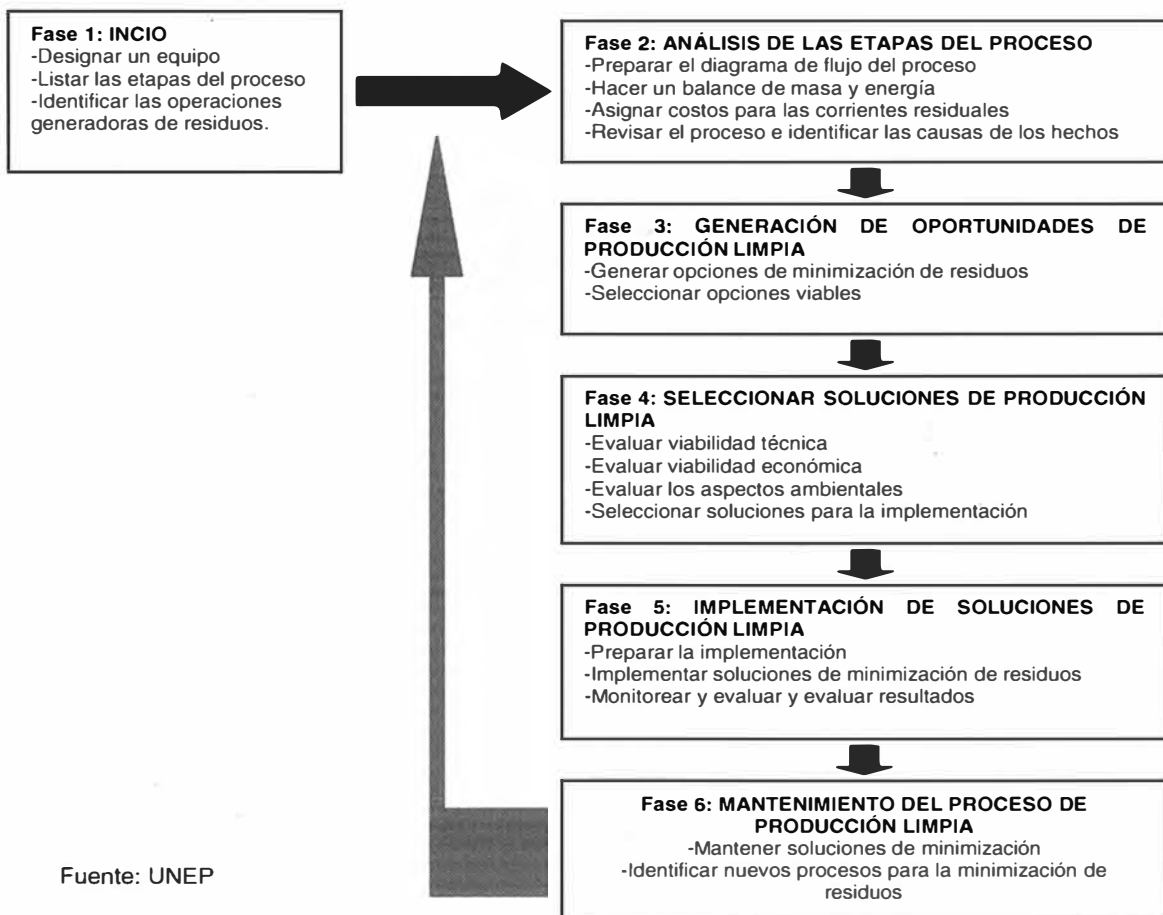 Fase 1: INCIO
-Designar un equipo
-Listar las etapas del proceso
-Identificar las operaciones
generadoras de residuos.
Fase 2: ANÁLISIS DE LAS ETAPAS DEL PROCESO
-Preparar el diagrama de flujo del proceso
-Hacer un balance de masa y energía
-Asignar costos para las corrientes residuales
-Revisar el proceso e identificar las causas de los hechos
Fase 3: GENERACIÓN DE OPORTUNIDADES DE
PRODUCCIÓN LIMPIA
-Generar opciones de minimización de residuos
-Seleccionar opciones viables
Fase 4: SELECCIONAR SOLUCIONES DE PRODUCCIÓN
LIMPIA
-Evaluar viabilidad técnica
-Evaluar viabilidad económica
-Evaluar los aspectos ambientales
-Seleccionar soluciones para la implementación
Fase 5: IMPLEMENTACIÓN DE SOLUCIONES DE
PRODUCCIÓN LIMPIA
-Preparar la implementación
-Implementar soluciones de minimización de residuos
-Monitorear y evaluar y evaluar resultados
Fase 6: MANTENIMIENTO DEL PROCESO DE
PRODUCCIÓN LIMPIA
-Mantener soluciones de minimización
-Identificar nuevos procesos para la minimización de
residuos
Fuente: UNEP